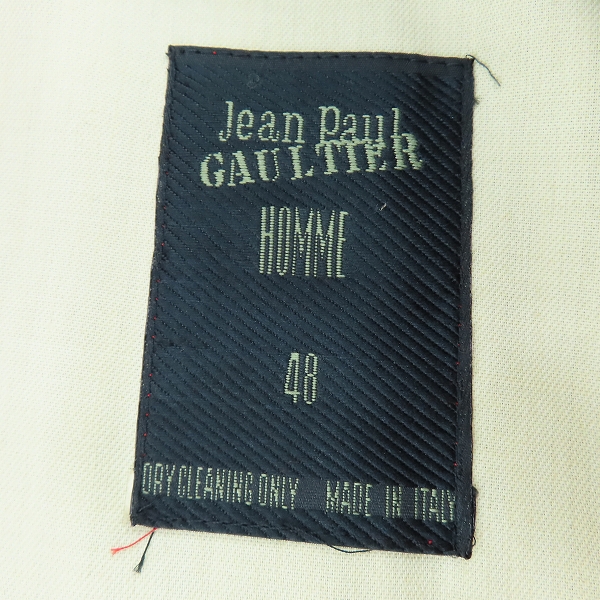 Jean Paul
GAULTIER
HOMME
48
DRY CLEANING ONLY MADE IN ITALY